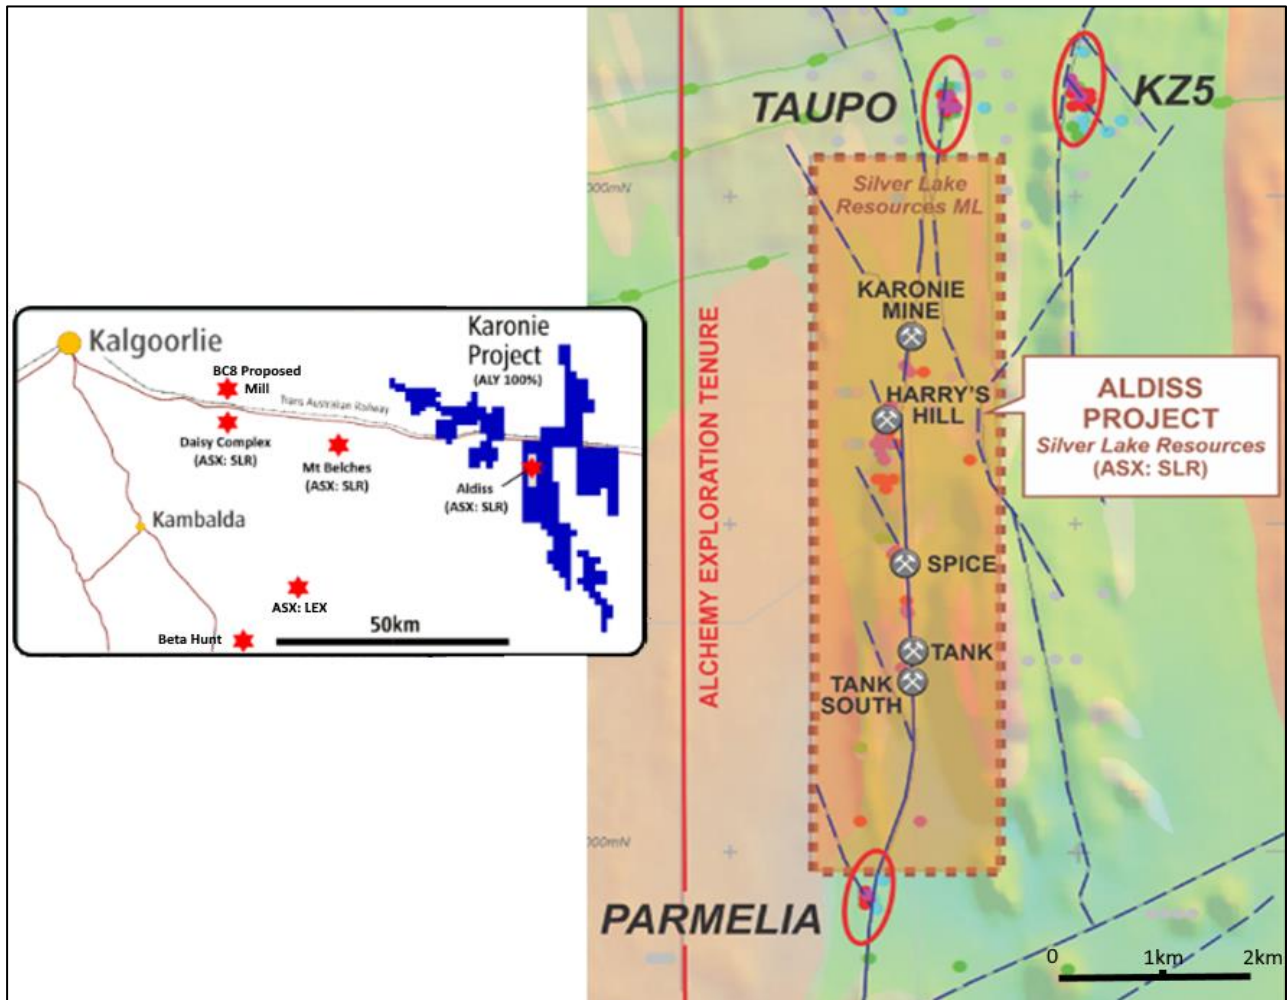 TAUPO
KZ5
Silver Lake
Resources ML
000mN
KARONIE
MINE
HARRY'S
HILL
ALDISS
PROJECT
Silver Lake Resources
(ASX: SLR)
ALCHEMY EXPLORATION TENURE
SPICE
TANK
TANK
SOUTH
000mN
PARMELIA
0 1km 2km
Kalgoorlie
BC8 Proposed
Mill
Trans Australian Railway
Karonie
Project
(ALY 100%)
Daisy Complex
(ASX: SLR)
Mt Belches
(ASX: SLR)
Aldiss
(ASX: SLR)
Kambalda
ASX: LEX
Beta Hunt
50km